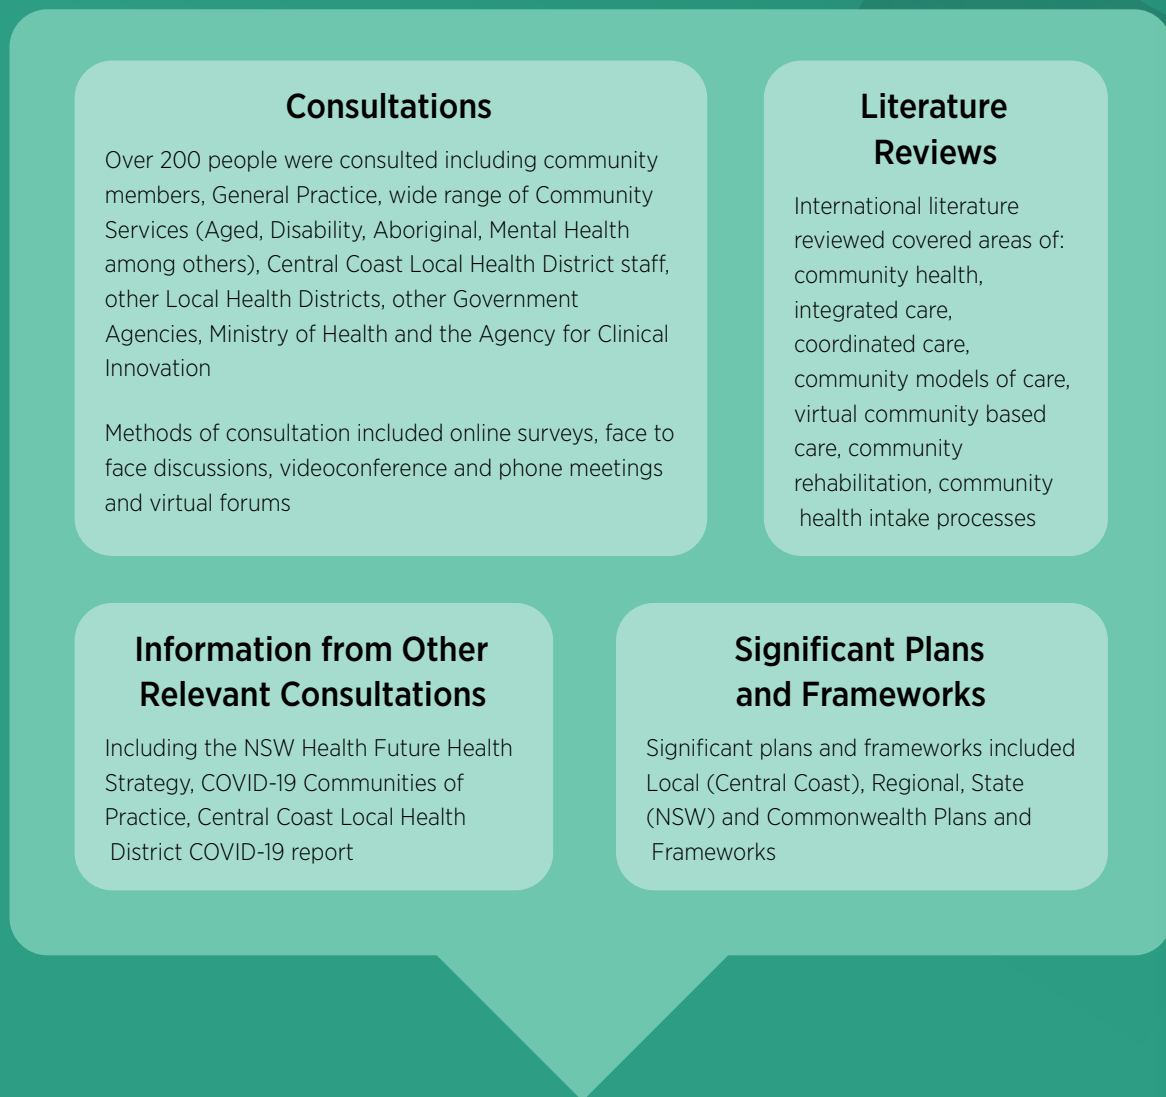 Consultations
Over 200 people were consulted including community
members, General Practice, wide range of Community
Services (Aged, Disability, Aboriginal, Mental Health
among others), Central Coast Local Health District staff,
other Local Health Districts, other Government
Agencies, Ministry of Health and the Agency for Clinical
Innovation
Methods of consultation included online surveys, face to
face discussions, videoconference and phone meetings
and virtual forums
Literature
Reviews
International literature
reviewed covered areas of:
community health,
integrated care,
coordinated care,
community models of care,
virtual community based
care, community
rehabilitation, community
health intake processes
Information from Other
Relevant Consultations
Including the NSW Health Future Health
Strategy, COVID-19 Communities of
Practice, Central Coast Local Health
District COVID-19 report
Significant Plans
and Frameworks
Significant plans and frameworks included
Local (Central Coast), Regional, State
(NSW) and Commonwealth Plans and
Frameworks